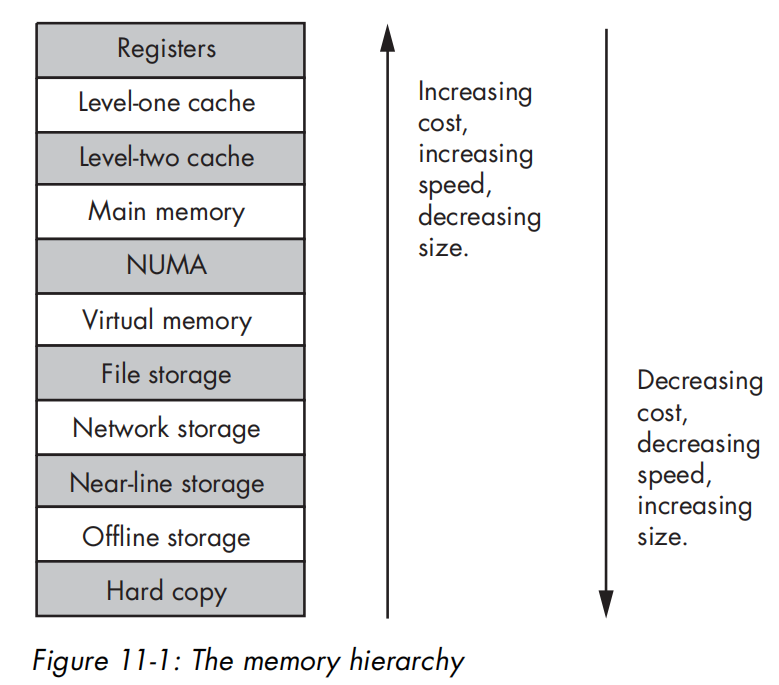 Registers
Level-one cache
Level-two cache
Main memory
NUMA
Virtual memory
File storage
Network storage
Near-line storage
Offline storage
Hard copy
Increasing
cost,
increasing
speed,
decreasing
size.
Decreasing
cost,
decreasing
speed,
increasing
size.
Figure 11-1: The memory hierarchy